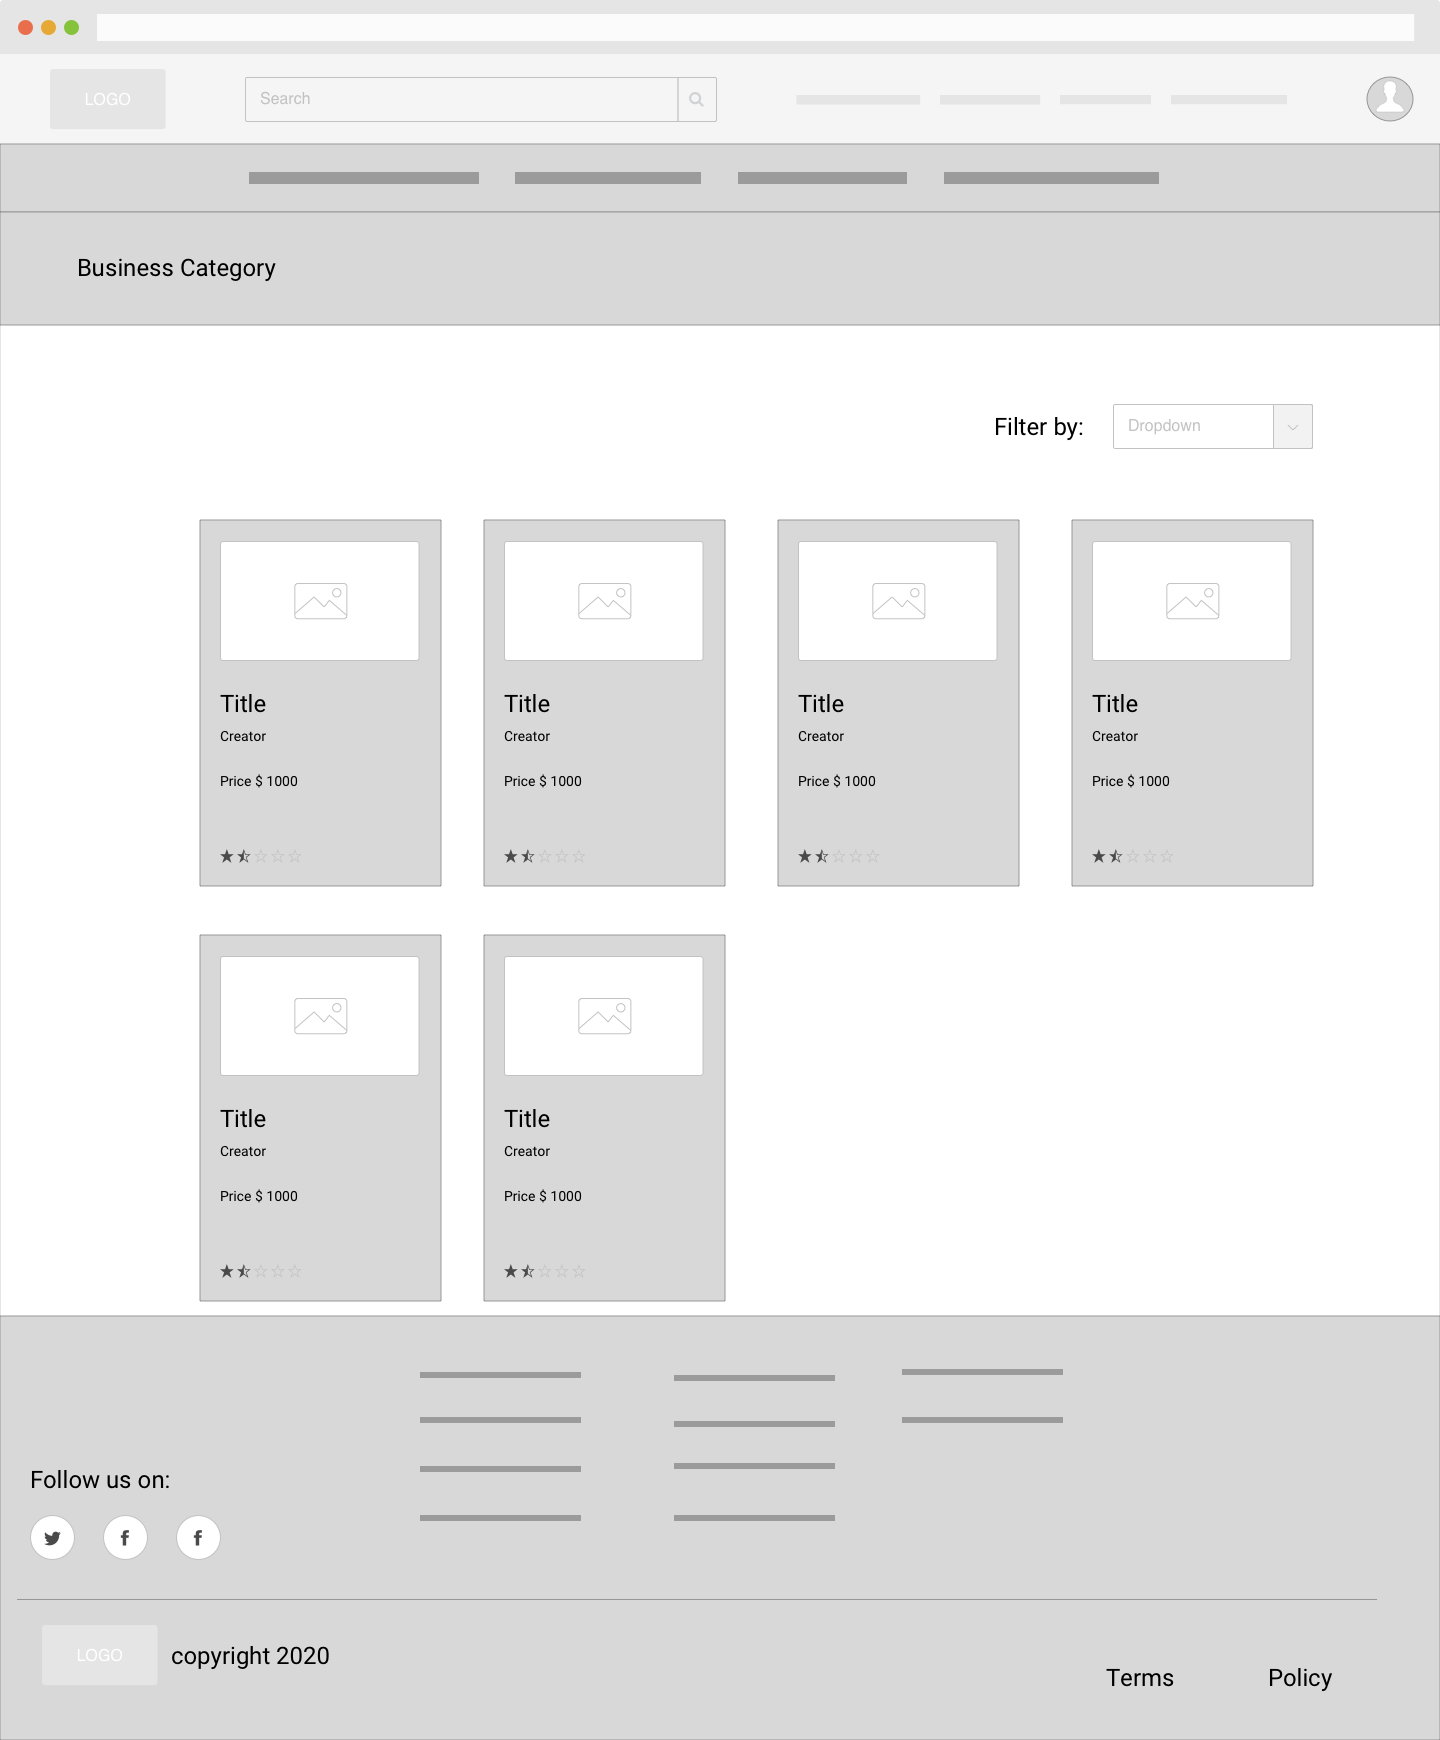 LOGO
Search
Business Category
Filter by:
Dropdown
Title
Creator
Price $ 1000
Title
Creator
Price $ 1000
Title
Creator
Price $ 1000
Title
Creator
Price $ 1000
Title
Creator
Price $ 1000
Title
Creator
Price $ 1000
Follow us on:
LOGO
copyright 2020
Terms
Policy